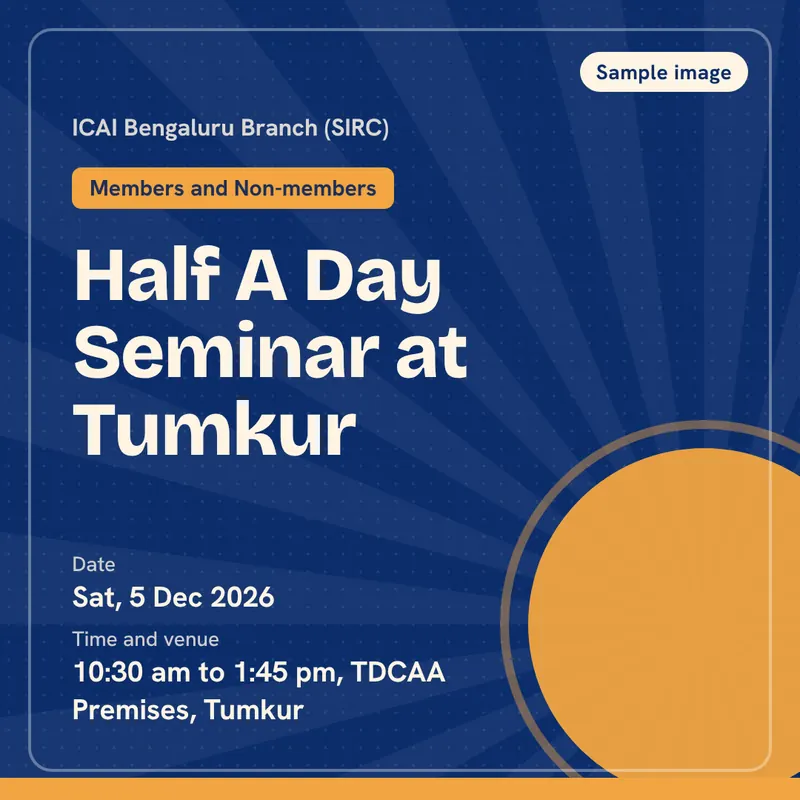 Sample image
ICAI Bengaluru Branch (SIRC)
Members and Non-members
Half A Day
Seminar at
Tumkur
Date
Sat, 5 Dec 2026
Time and venue
10:30 am to 1:45 pm, TDCAA
Premises, Tumkur